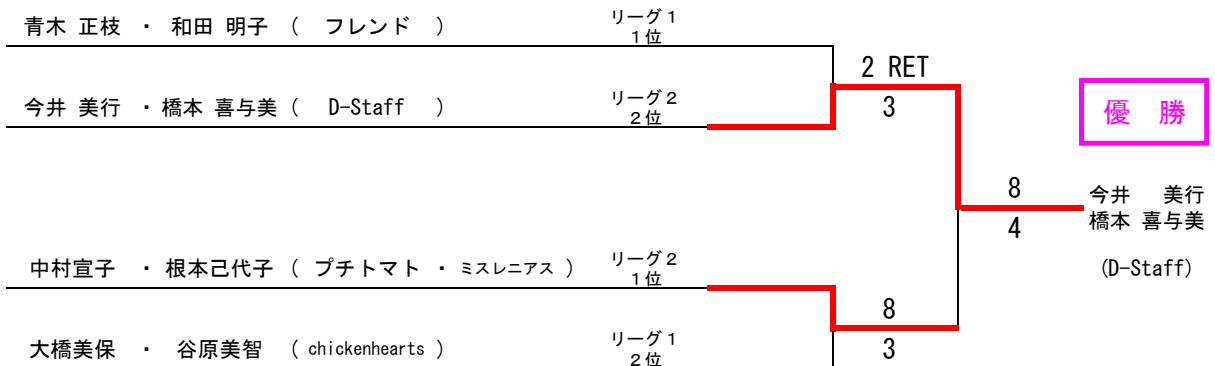 青木 正枝 ・ 和田 明子 ( フレンド ) リーグ1
1位
2 RET
3
今井 美行 ・橋本 喜与美 ( D-Staff ) リーグ2
2位
優 勝
8
4
今井 美行
橋本 喜与美
(D-Staff)
中村宣子 ・ 根本己代子 ( プチトマト ・ ミスレニアス ) リーグ2
1位
8
3
大橋美保 ・ 谷原美智 ( chickenhearts ) リーグ1
2位